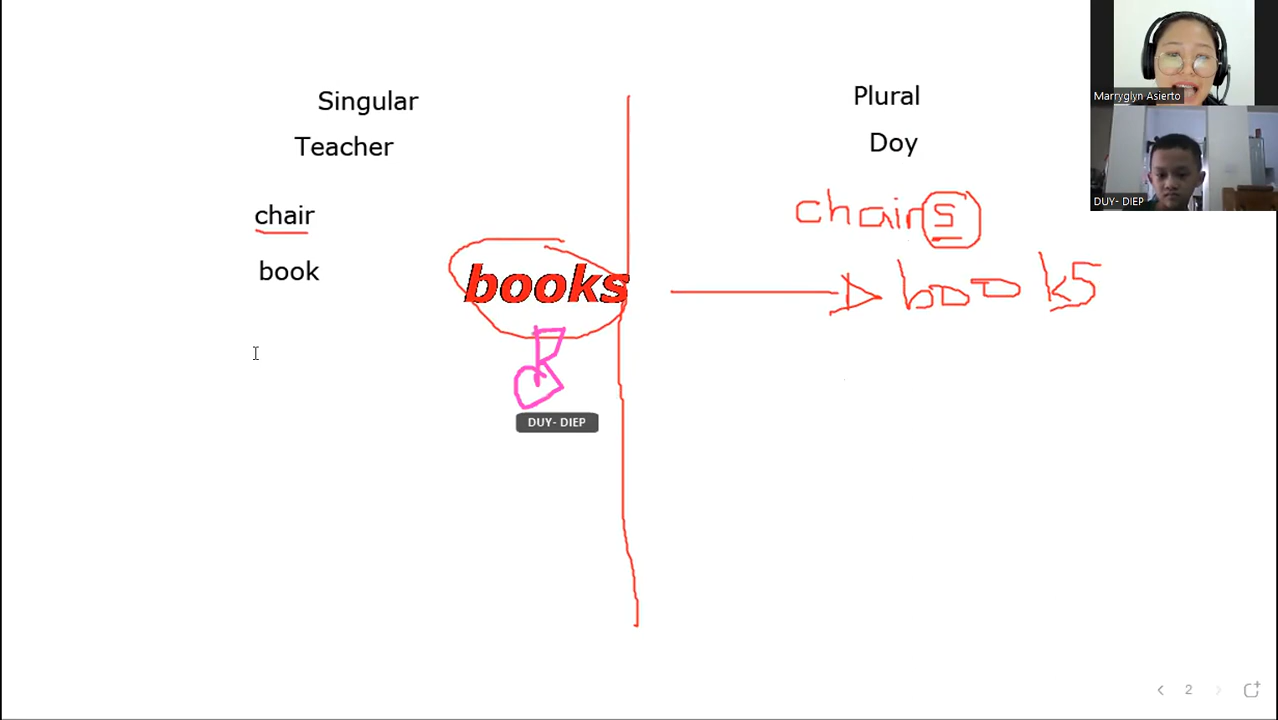 Singular
Plural
Teacher
Doy
chair
chairs
book
books
books
DUY- DIEP
Marryglyn Asierto
DUY- DIEP
2